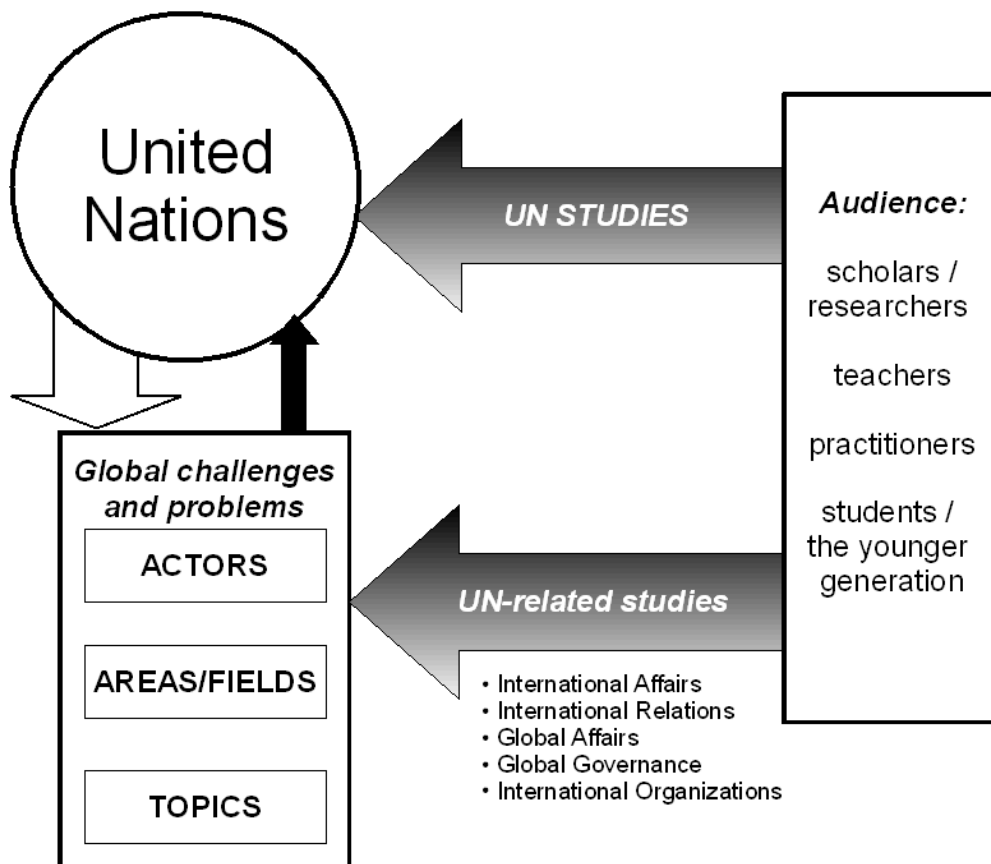 United
Nations
UN STUDIES
Audience:
scholars /
researchers
teachers
practitioners
students /
the younger
generation
Global challenges
and problems
ACTORS
AREAS/FIELDS
TOPICS
UN-related studies
• International Affairs
• International Relations
• Global Affairs
• Global Governance
• International Organizations